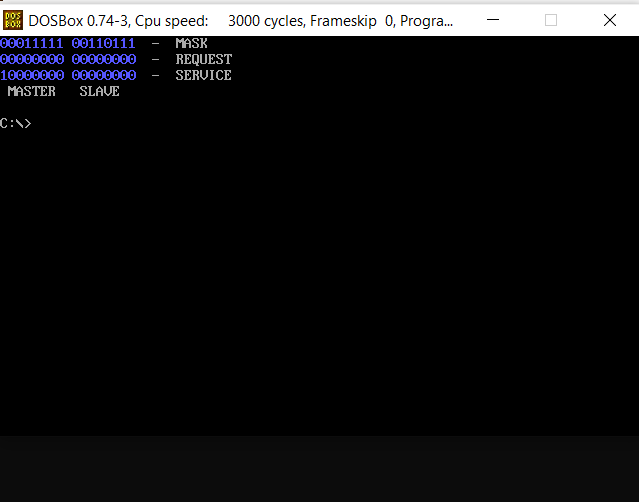 DOSBox 0.74-3, Cpu speed: 3000 cycles, Frameskip 0, Progra...
00011111 00110111 - MASK
00000000 00000000 - REQUEST
10000000 00000000 - SERVICE
MASTER SLAVE
C:\>